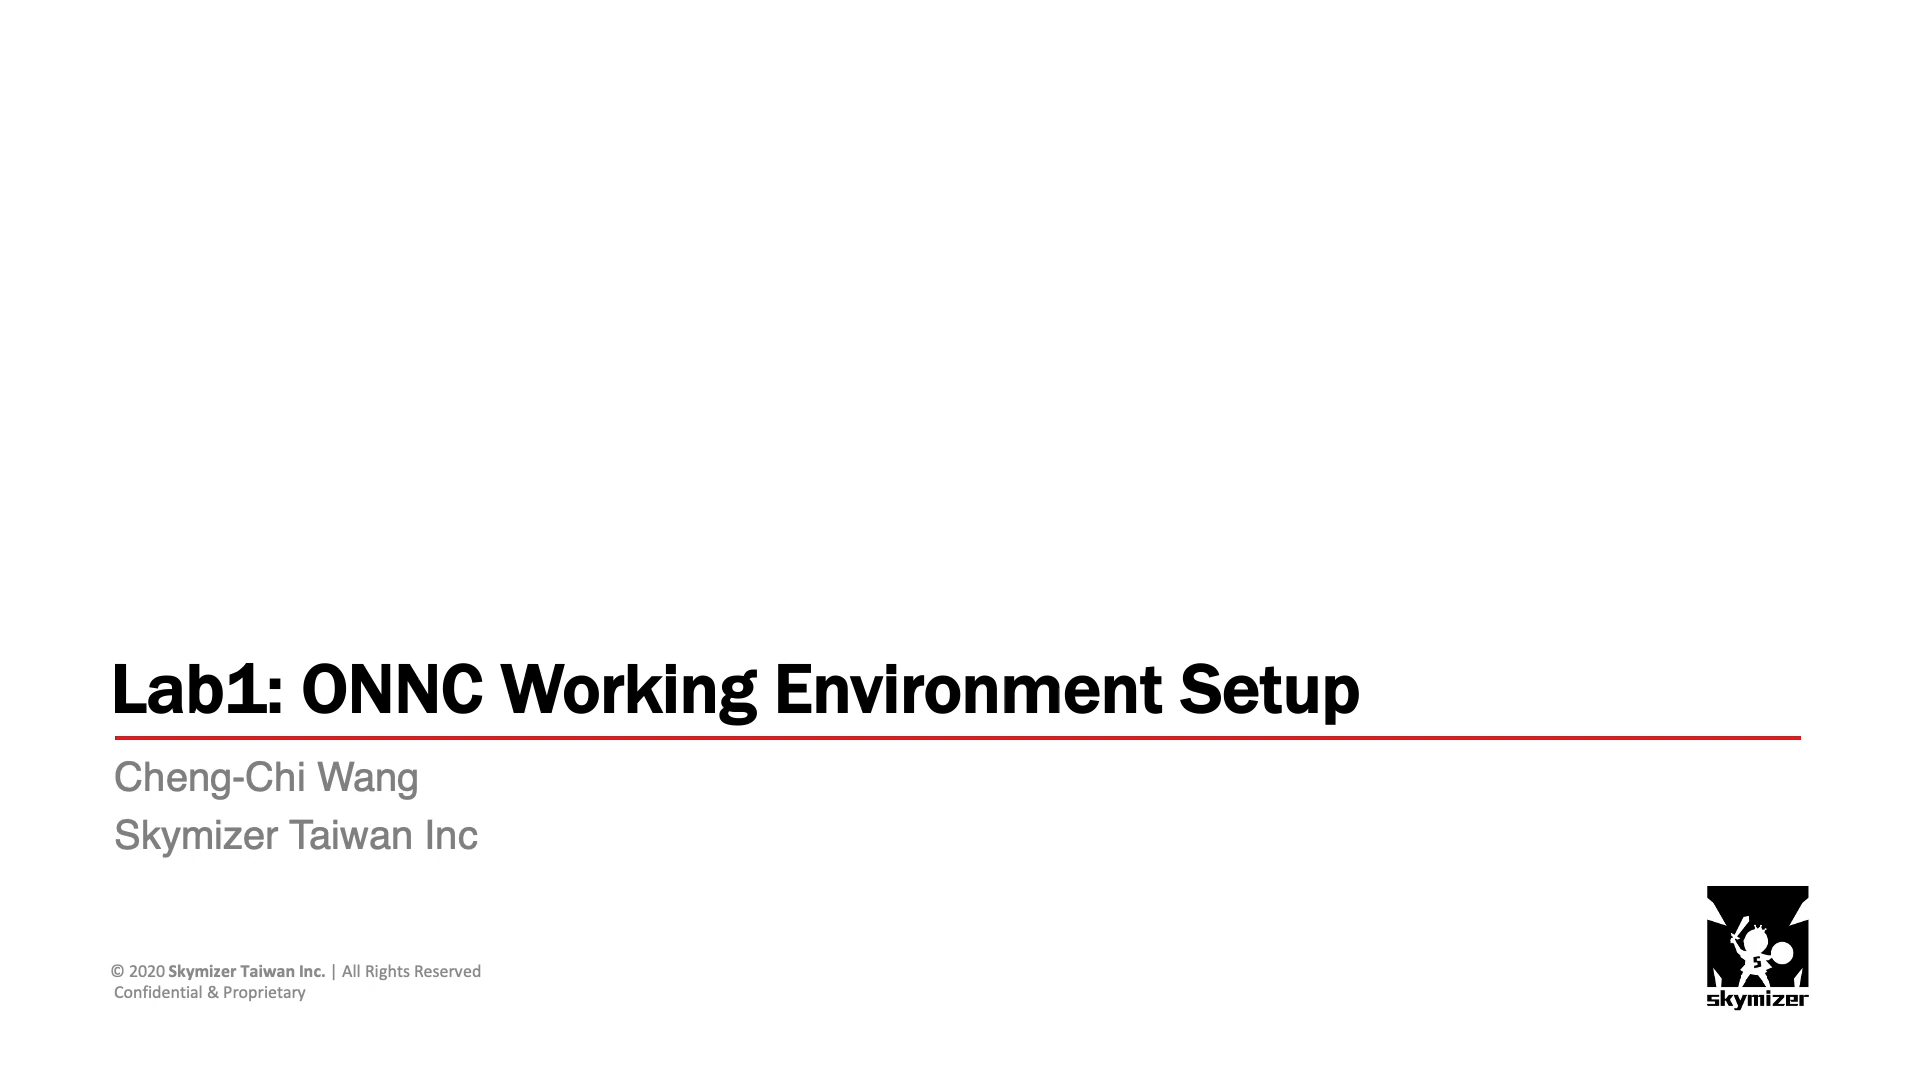 Lab1: ONNC Working Environment Setup
Cheng-Chi Wang
Skymizer Taiwan Inc
© 2020 Skymizer Taiwan Inc. | All Rights Reserved
Confidential & Proprietary
skymizer